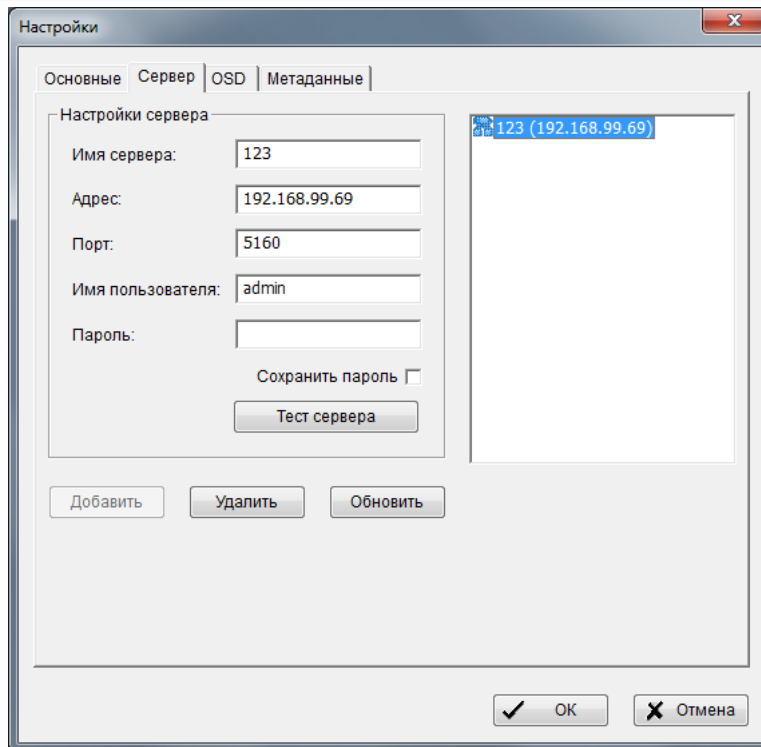 Настройки
Основные Сервер OSD Метаданные
Настройки сервера
Имя сервера: 123
Адрес: 192.168.99.69
Порт: 5160
Имя пользователя: admin
Пароль:
Сохранить пароль
Тест сервера
123 (192.168.99.69)
Добавить Удалить Обновить
ОК Отмена